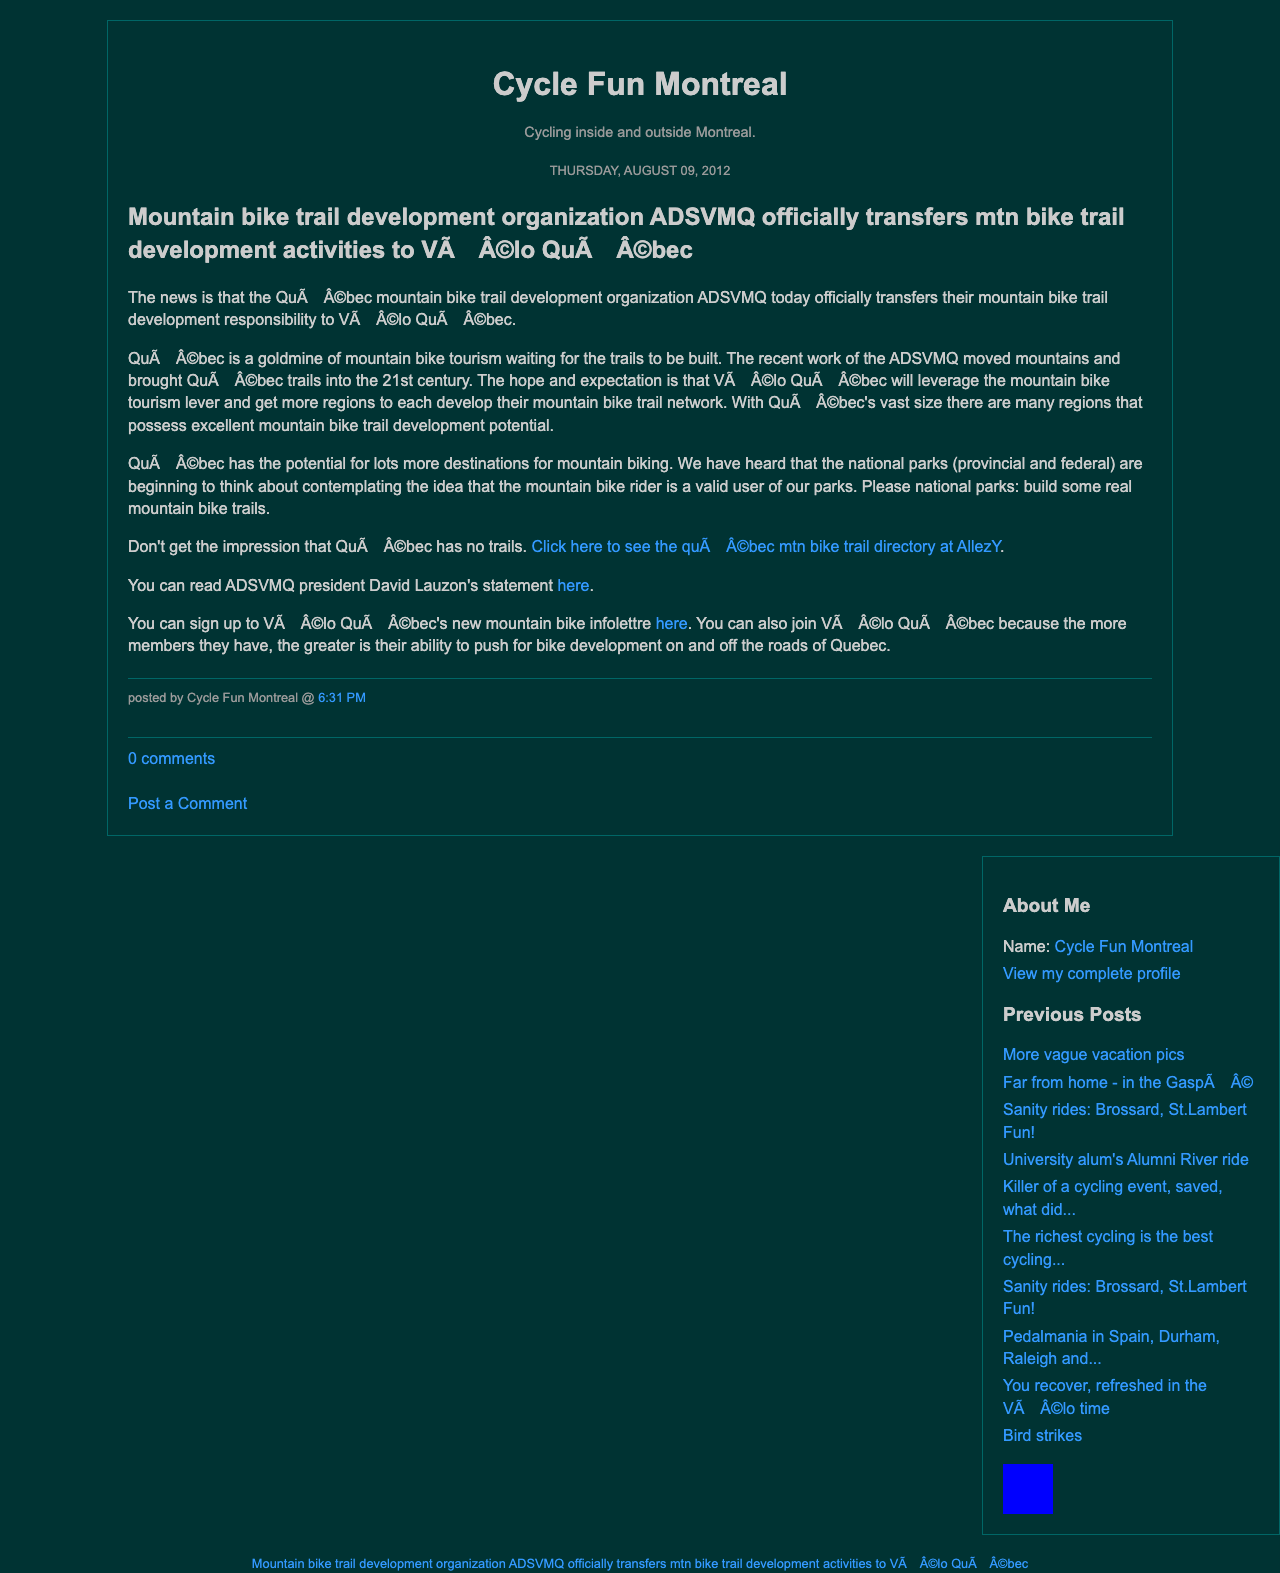 Cycle Fun Montreal
Cycling inside and outside Montreal.
THURSDAY, AUGUST 09, 2012
Mountain bike trail development organization ADSVMQ officially transfers mtn bike trail
development activities to VÃ Â©lo QuÃ Â©bec
The news is that the QuÃ Â©bec mountain bike trail development organization ADSVMQ today officially transfers their mountain bike trail
development responsibility to VÃ Â©lo QuÃ Â©bec.
QuÃ Â©bec is a goldmine of mountain bike tourism waiting for the trails to be built. The recent work of the ADSVMQ moved mountains and
brought QuÃ Â©bec trails into the 21st century. The hope and expectation is that VÃ Â©lo QuÃ Â©bec will leverage the mountain bike
tourism lever and get more regions to each develop their mountain bike trail network. With QuÃ Â©bec's vast size there are many regions that
possess excellent mountain bike trail development potential.
QuÃ Â©bec has the potential for lots more destinations for mountain biking. We have heard that the national parks (provincial and federal) are
beginning to think about contemplating the idea that the mountain bike rider is a valid user of our parks. Please national parks: build some real
mountain bike trails.
Don't get the impression that QuÃ Â©bec has no trails. Click here to see the quÃ Â©bec mtn bike trail directory at AllezY.
You can read ADSVMQ president David Lauzon's statement here.
You can sign up to VÃ Â©lo QuÃ Â©bec's new mountain bike infolettre here. You can also join VÃ Â©lo QuÃ Â©bec because the more
members they have, the greater is their ability to push for bike development on and off the roads of Quebec.
posted by Cycle Fun Montreal @ 6:31 PM
0 comments
Post a Comment
About Me
Name: Cycle Fun Montreal
View my complete profile
Previous Posts
More vague vacation pics
Far from home - in the GaspÃ Â©
Sanity rides: Brossard, St.Lambert
Fun!
University alum's Alumni River ride
Killer of a cycling event, saved,
what did...
The richest cycling is the best
cycling...
Sanity rides: Brossard, St.Lambert
Fun!
Pedalmania in Spain, Durham,
Raleigh and...
You recover, refreshed in the
VÃ Â©lo time
Bird strikes
Mountain bike trail development organization ADSVMQ officially transfers mtn bike trail development activities to VÃ Â©lo QuÃ Â©bec